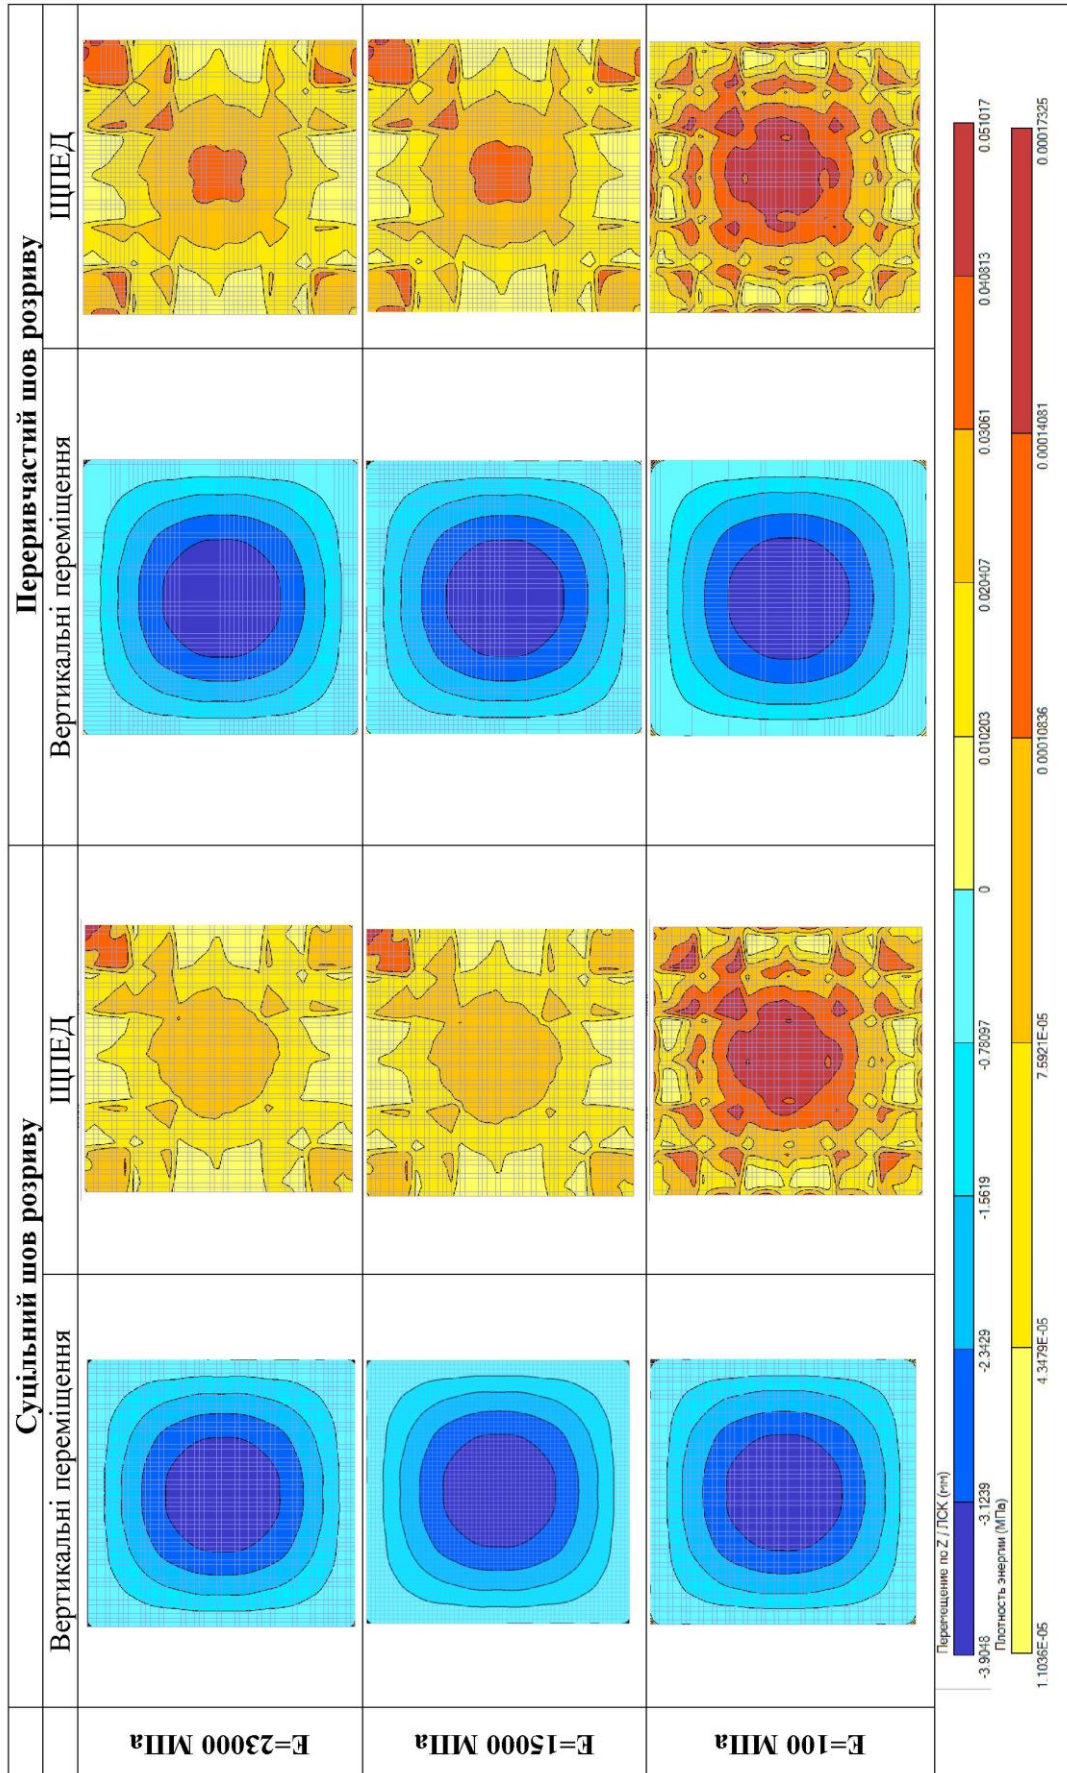 Суцільний шов розриву
Переривчастий шов розриву
Вертикальні переміщення
ЩПЕД
Вертикальні переміщення
ЩПЕД
Е=23000 МПа
Е=15000 МПа
Е=100 МПа
Перемещение по Z / ЛСК (мм)
-3.9048 -3.1239 -2.3429 -1.5619 -0.78097 0 0.010203 0.020407 0.03061 0.040813 0.051017
Плотность энергии (МПа)
1.1036E-05 4.3479E-05 7.5921E-05 0.00010836 0.00014081 0.00017325